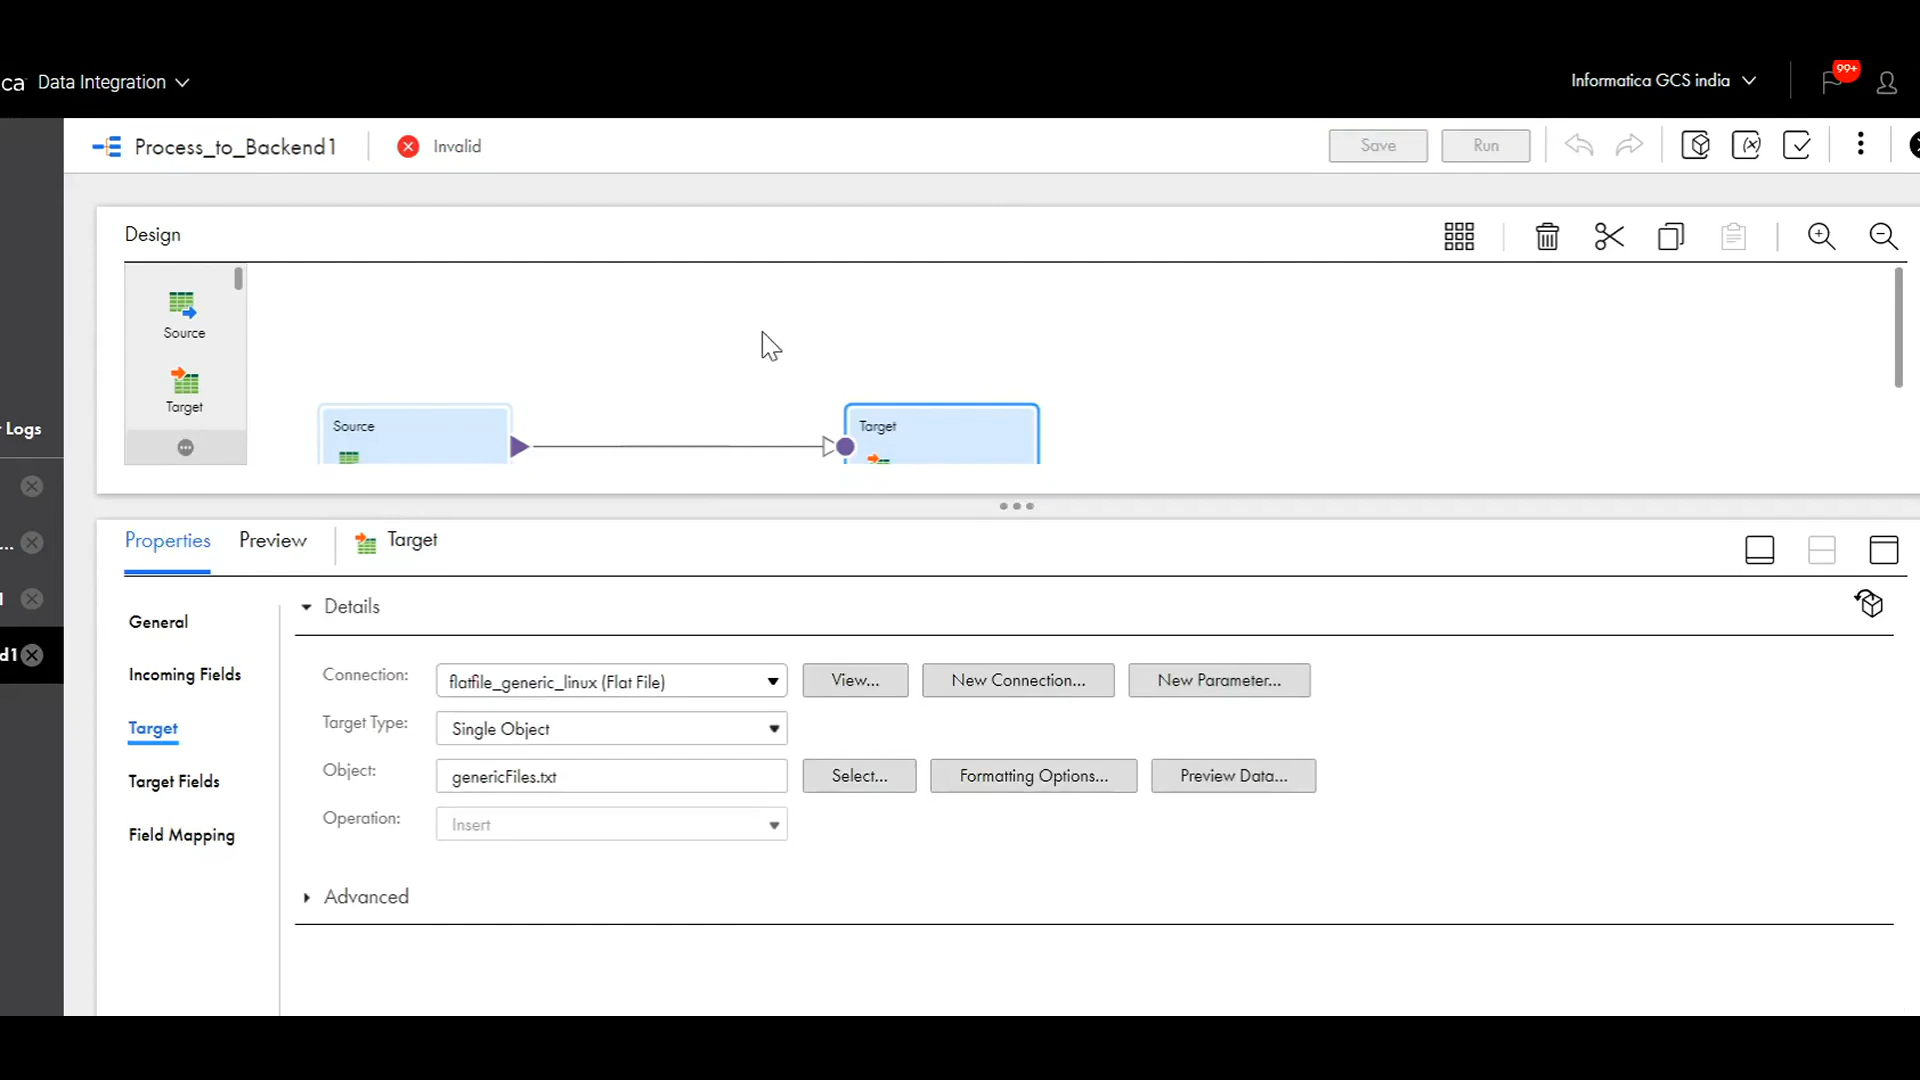 ca Data Integration
Informatica GCS india
99+
Process_to_Backend1
Invalid
Save
Run
Design
Source
Target
Logs
Source
Target
...
l
d1
Properties
Preview
Target
General
Incoming Fields
Target
Target Fields
Field Mapping
Details
Connection:
flatfile_generic_linux (Flat File)
View...
New Connection...
New Parameter...
Target Type:
Single Object
Object:
genericFiles.txt
Select...
Formatting Options...
Preview Data...
Operation:
Insert
Advanced